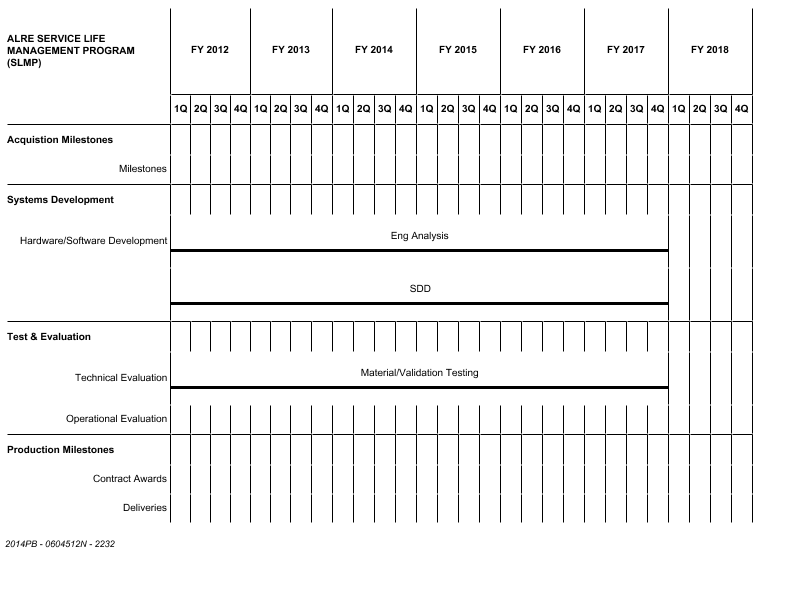 ALRE SERVICE LIFE
MANAGEMENT PROGRAM
(SLMP)
FY 2012 FY 2013 FY 2014 FY 2015 FY 2016 FY 2017 FY 2018
1Q 2Q 3Q 4Q 1Q 2Q 3Q 4Q 1Q 2Q 3Q 4Q 1Q 2Q 3Q 4Q 1Q 2Q 3Q 4Q 1Q 2Q 3Q 4Q 1Q 2Q 3Q 4Q
Acquistion Milestones
Milestones
Systems Development
Hardware/Software Development
Eng Analysis
SDD
Test & Evaluation
Technical Evaluation
Material/Validation Testing
Operational Evaluation
Production Milestones
Contract Awards
Deliveries
2014PB - 0604512N - 2232